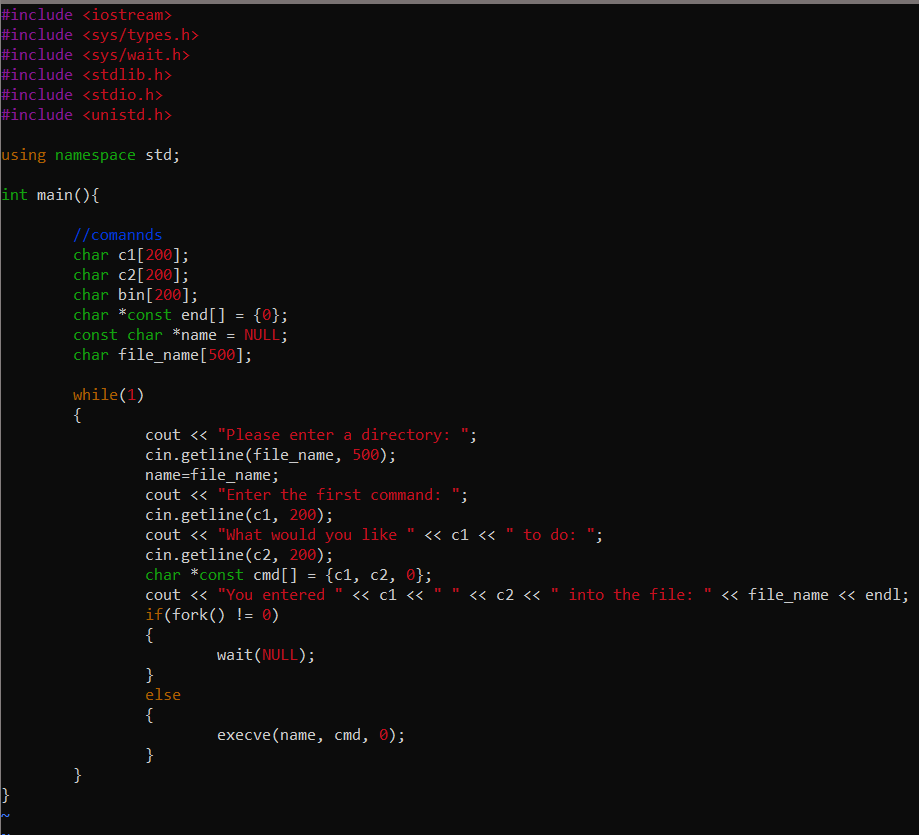 #include <iostream>
#include <sys/types.h>
#include <sys/wait.h>
#include <stdlib.h>
#include <stdio.h>
#include <unistd.h>

using namespace std;

int main(){

        //comannds
        char c1[200];
        char c2[200];
        char bin[200];
        char *const end[] = {0};
        const char *name = NULL;
        char file_name[500];

        while(1)
        {
                cout << "Please enter a directory: ";
                cin.getline(file_name, 500);
                name=file_name;
                cout << "Enter the first command: ";
                cin.getline(c1, 200);
                cout << "What would you like " << c1 << " to do: ";
                cin.getline(c2, 200);
                char *const cmd[] = {c1, c2, 0};
                cout << "You entered " << c1 << " " << c2 << " into the file: " << file_name << endl;
                if(fork() != 0)
                {
                        wait(NULL);
                }
                else
                {
                        execve(name, cmd, 0);
                }
        }
}
~
~